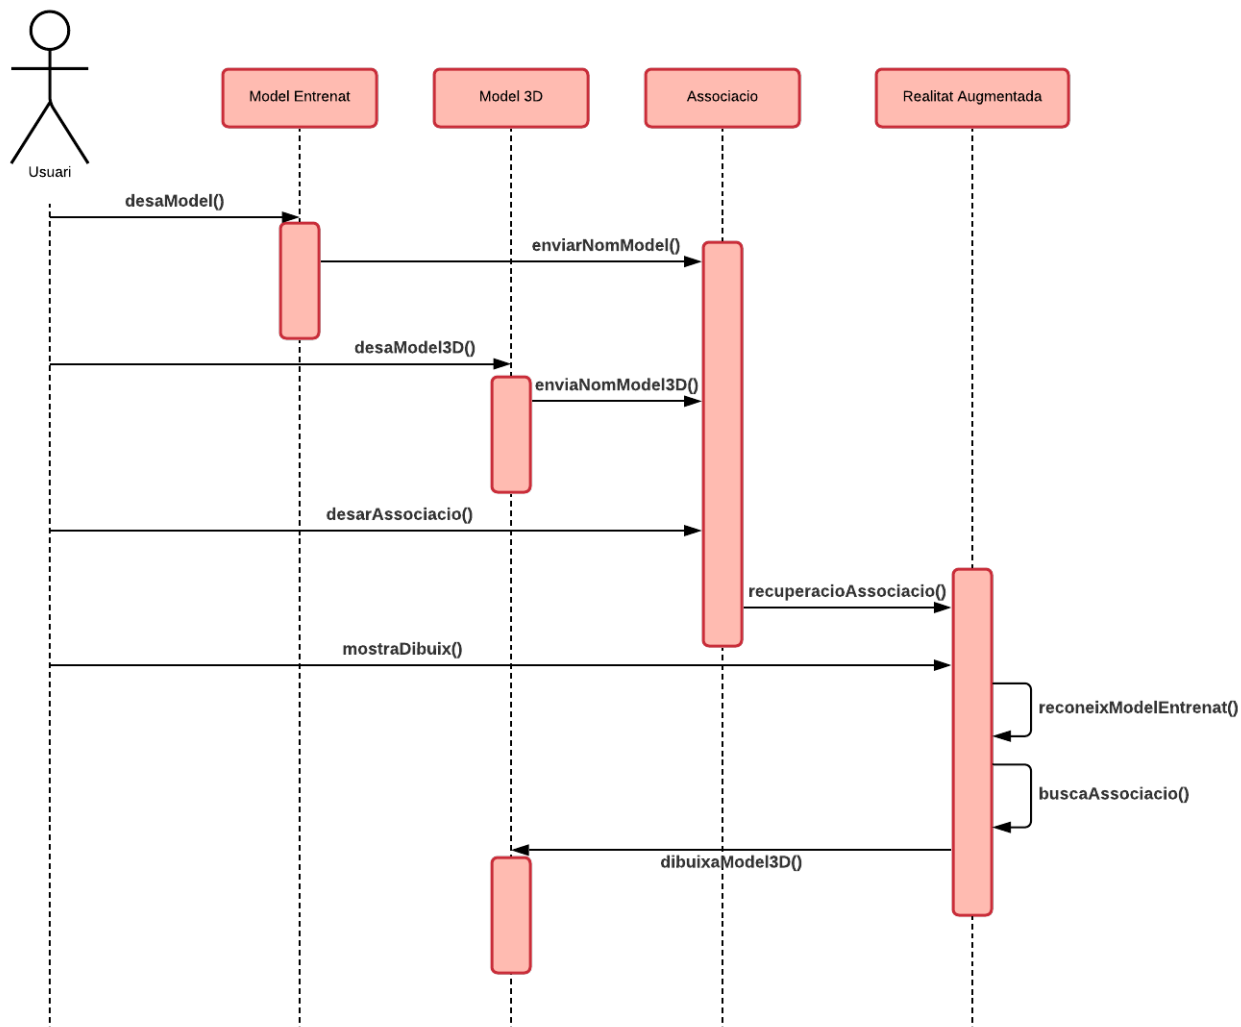 Model Entrenat
Model 3D
Associacio
Realitat Augmentada
Usuari
desaModel()
enviarNomModel()
desaModel3D()
enviaNomModel3D()
desarAssociacio()
recuperacioAssociacio()
mostraDibuix()
reconeixModelEntrenat()
buscaAssociacio()
dibuixaModel3D()